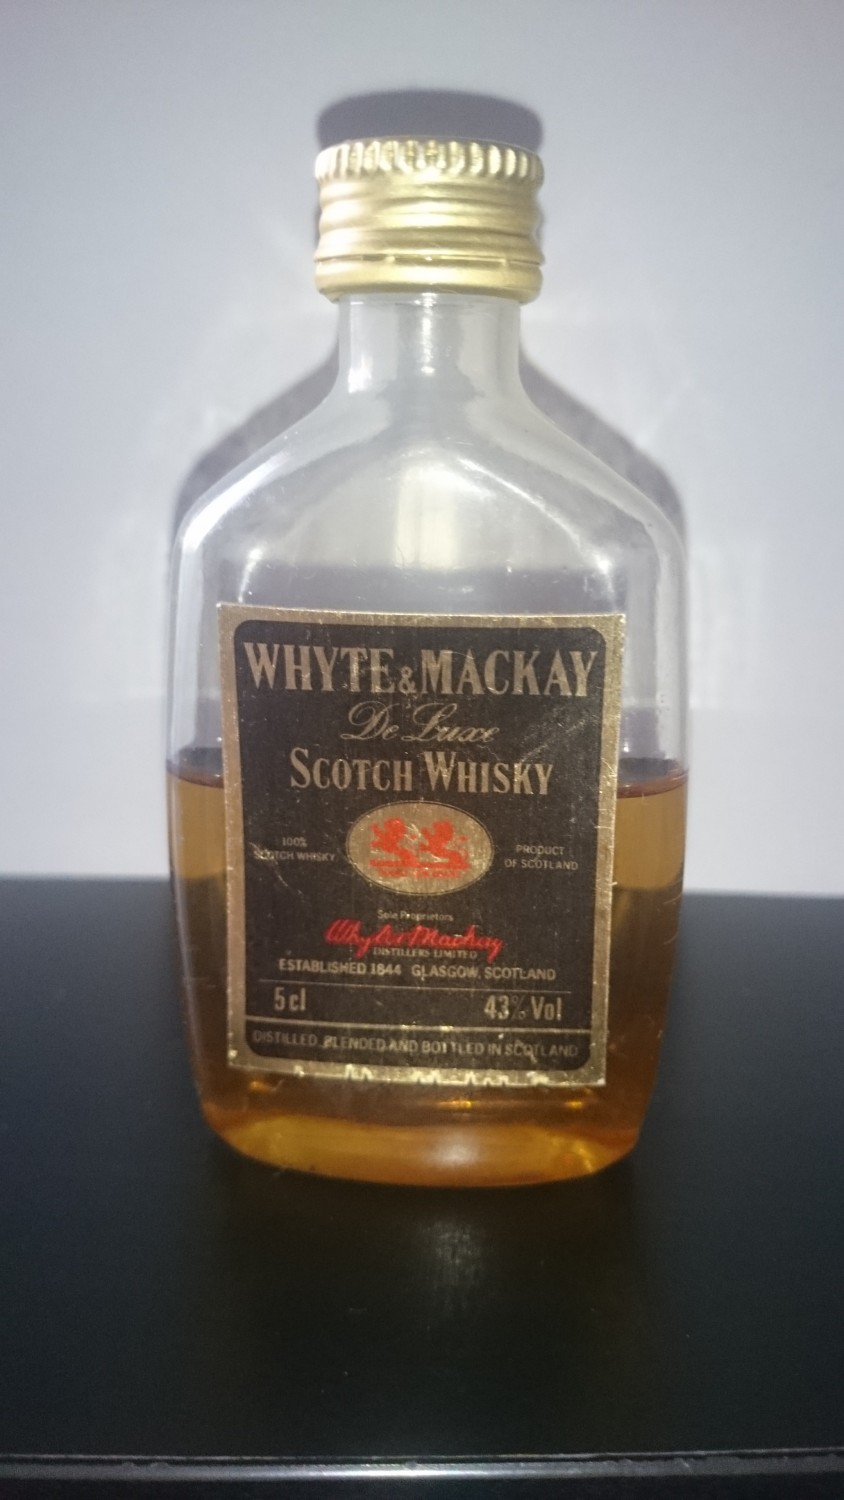 WHYTE & MACKAY
De Luxe
SCOTCH WHISKY
100%
SCOTCH WHISKY
PRODUCT
OF SCOTLAND
Sole Proprietors
Whyte & Mackay
DISTILLERS LIMITED
ESTABLISHED 1844 GLASGOW, SCOTLAND
5 cl 43% Vol
DISTILLED, BLENDED AND BOTTLED IN SCOTLAND